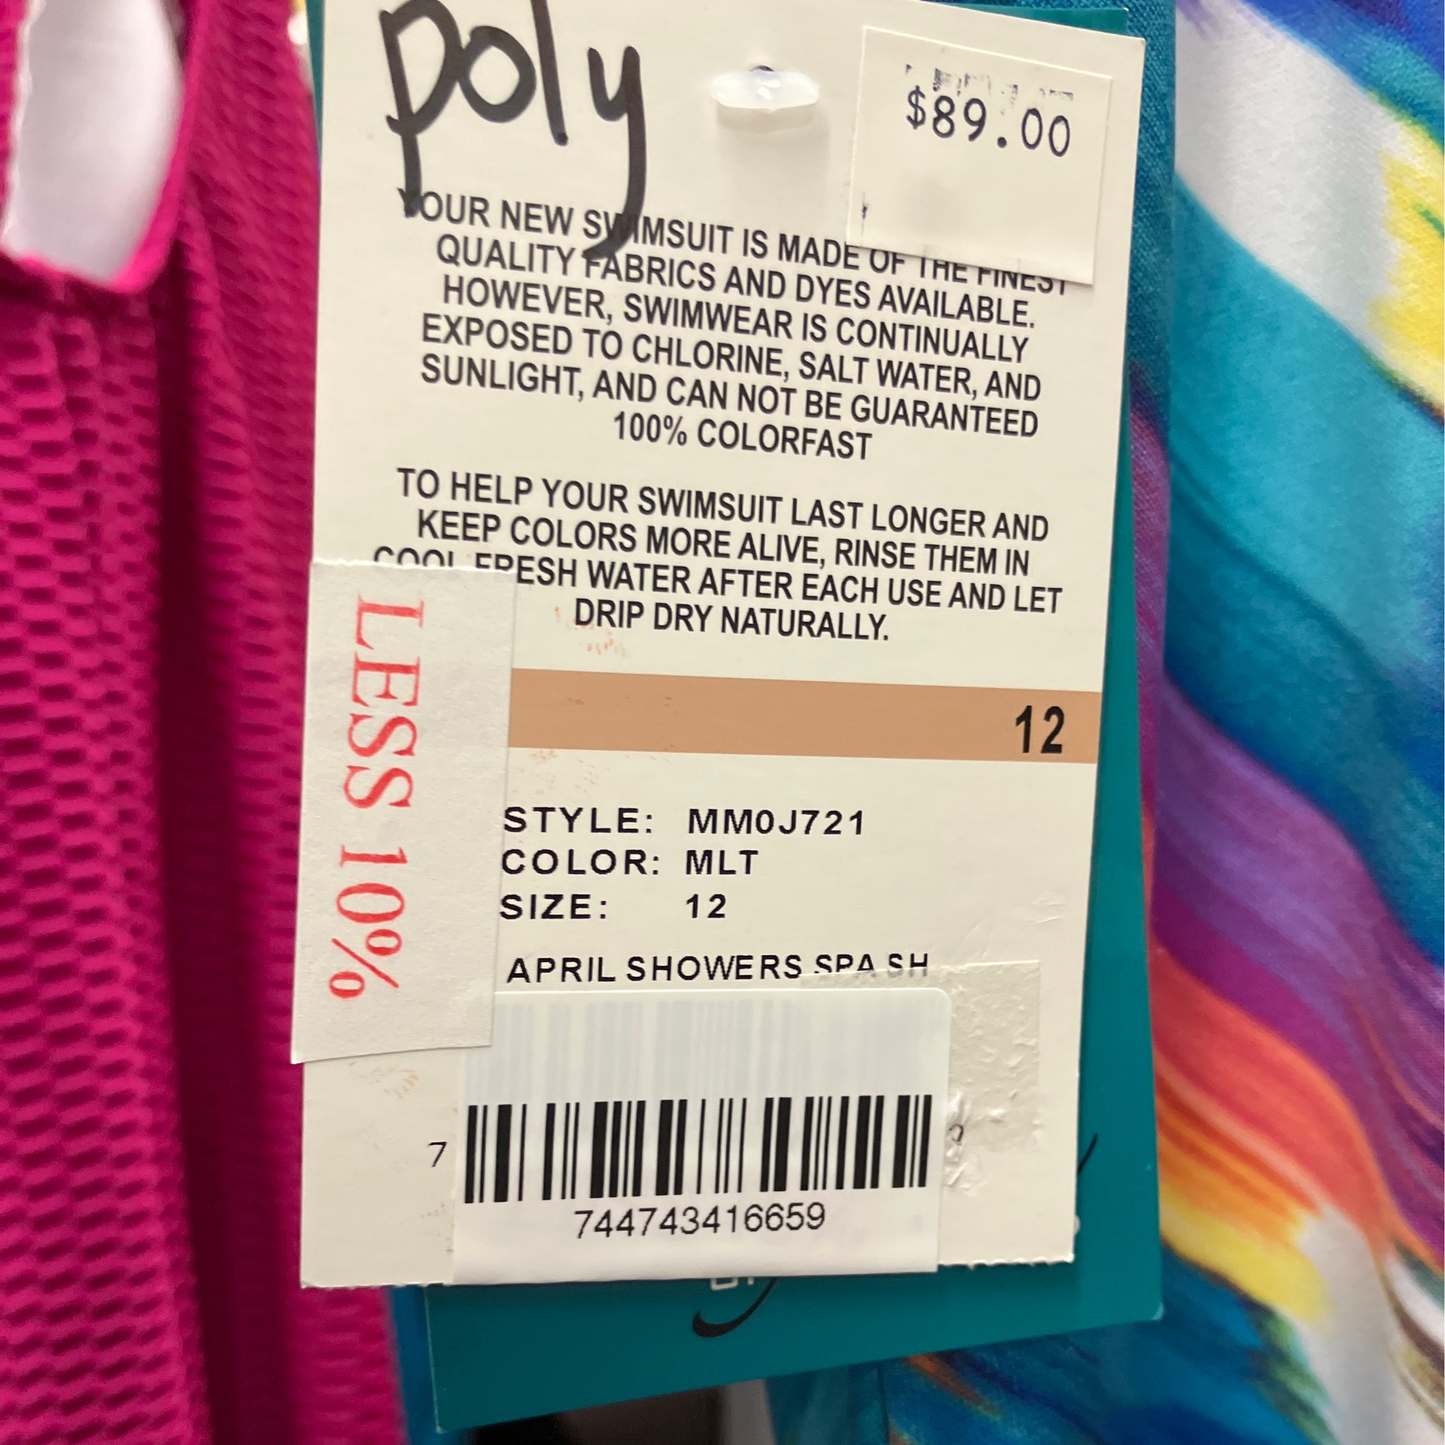 poly
$89.00
YOUR NEW SWIMSUIT IS MADE OF THE FINEST
QUALITY FABRICS AND DYES AVAILABLE.
HOWEVER, SWIMWEAR IS CONTINUALLY
EXPOSED TO CHLORINE, SALT WATER, AND
SUNLIGHT, AND CAN NOT BE GUARANTEED
100% COLORFAST
TO HELP YOUR SWIMSUIT LAST LONGER AND
KEEP COLORS MORE ALIVE, RINSE THEM IN
COOL FRESH WATER AFTER EACH USE AND LET
DRIP DRY NATURALLY.
LESS 10%
12
STYLE: MM0J721
COLOR: MLT
SIZE: 12
APRIL SHOWERS SPA SH
7
744743416659